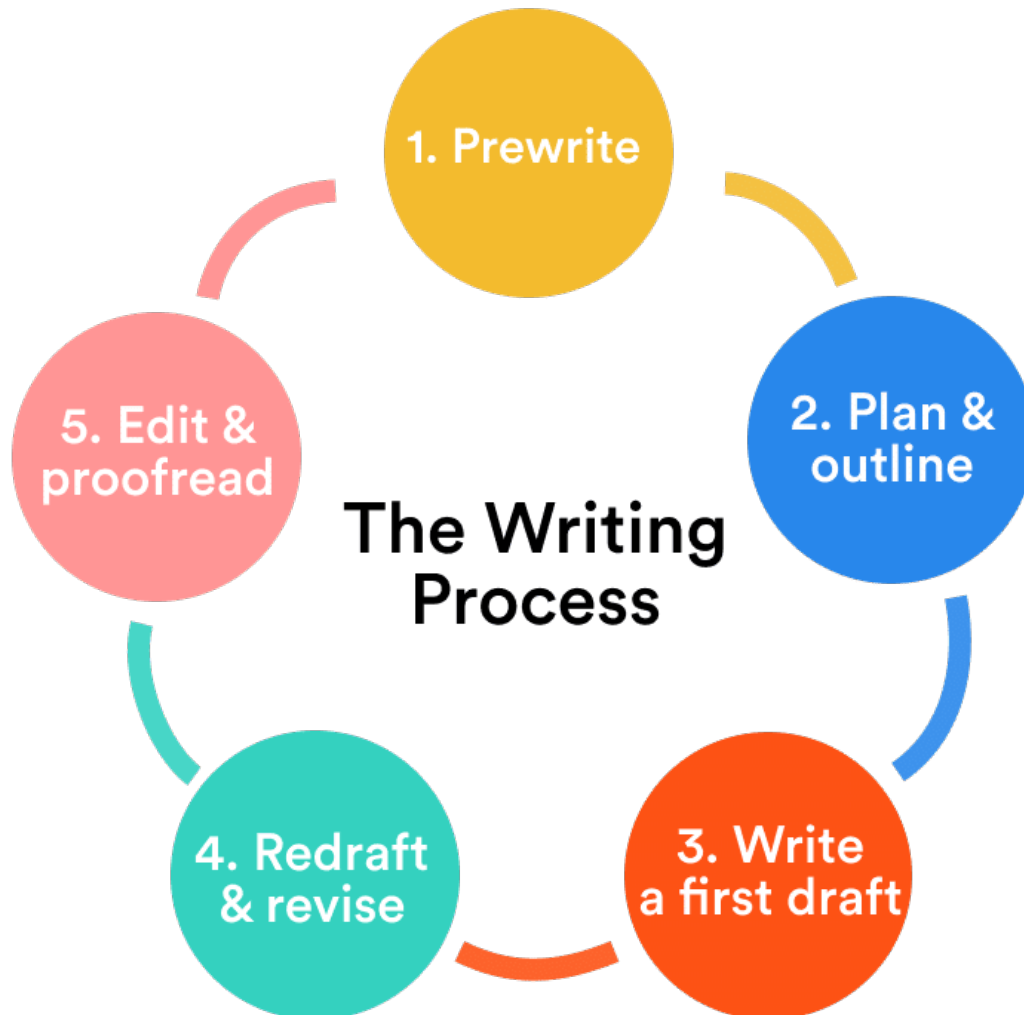 1. Prewrite
2. Plan &
outline
3. Write
a first draft
4. Redraft
& revise
5. Edit &
proofread
The Writing
Process